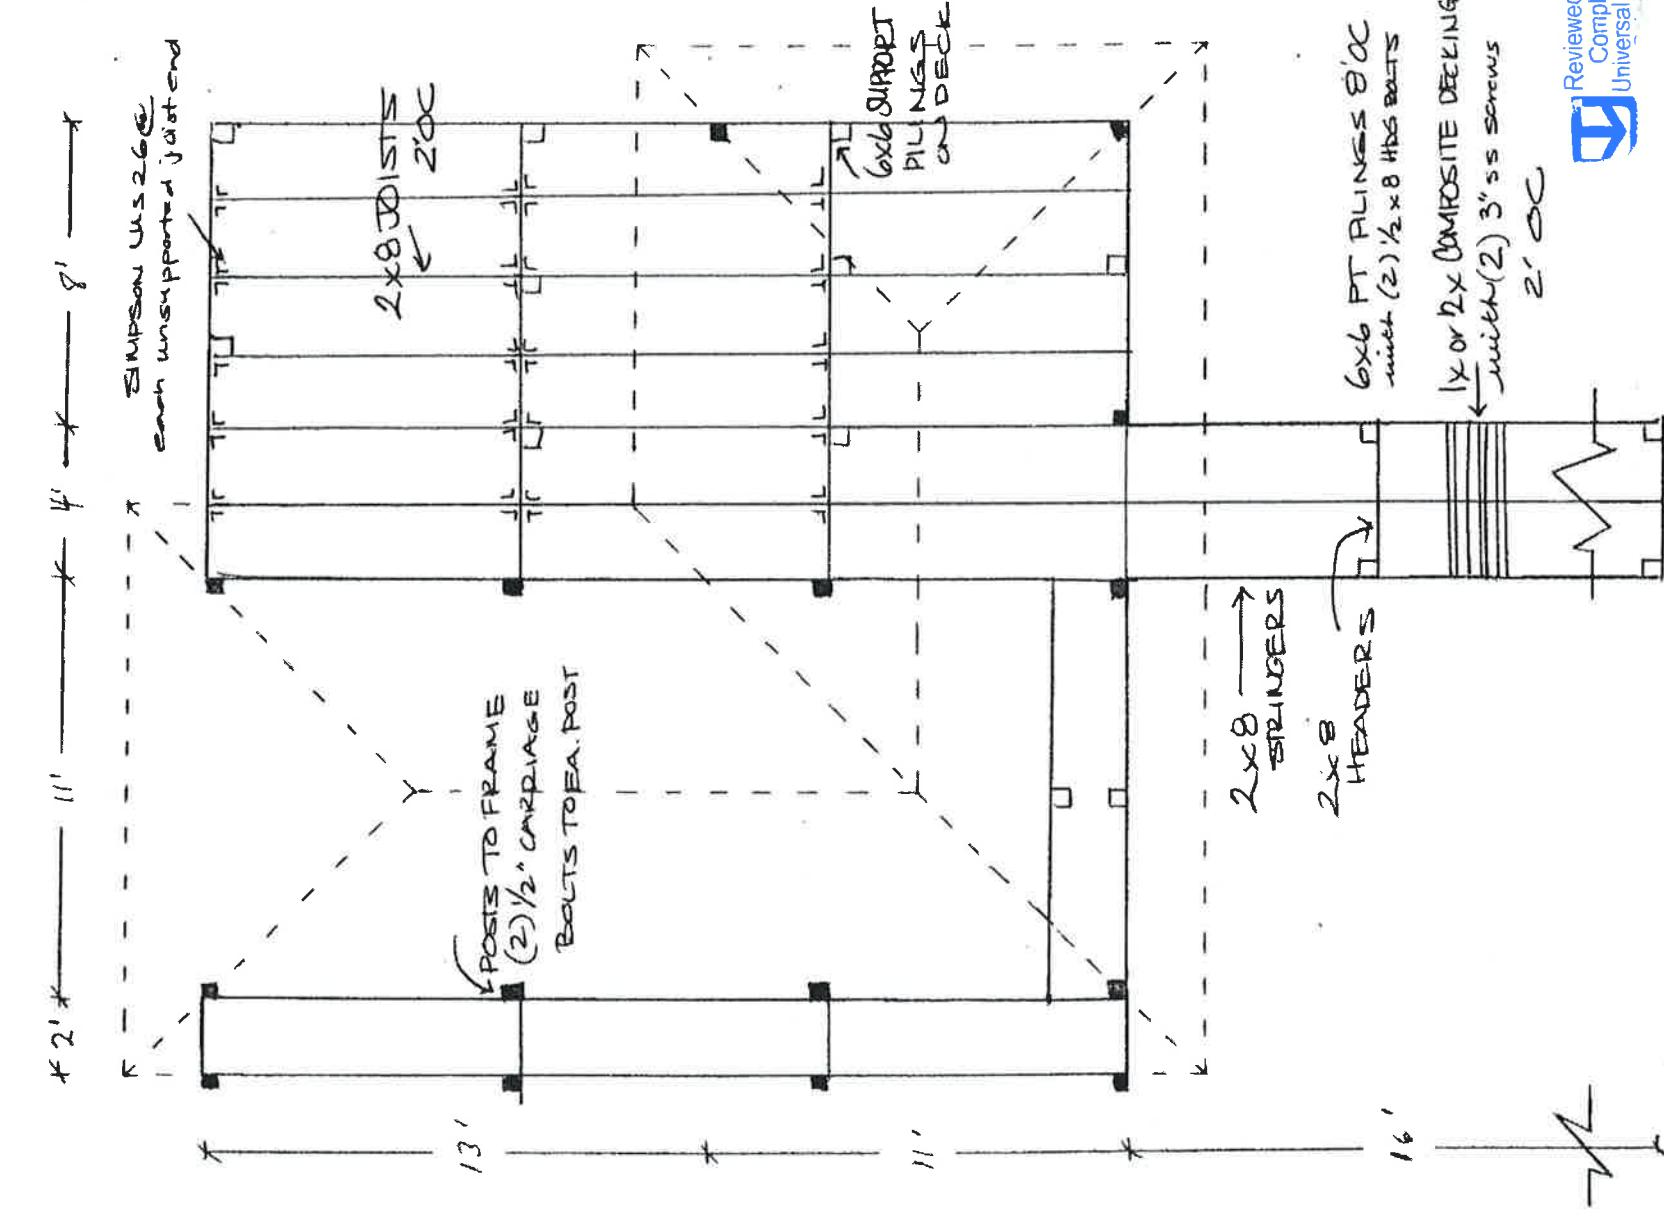 SIMPSON LUS26@
each unsupported joist end
2x8 JOISTS
2'OC
6x6 SUPPORT
PILINGS
ON DECK
2'
11'
4'
8'
POSTS TO FRAME
(2) 1/2" CARRIAGE
BOLTS TO EA. POST
13'
11'
16'
2x8
STRINGERS
2x8
HEADERS
6x6 PT PILINGS 8'OC
with (2) 1/2 x 8 HDG BOLTS
1x or 2x COMPOSITE DECKING
with (2) 3" ss screws
2' OC
Reviewed
Compl
Universal